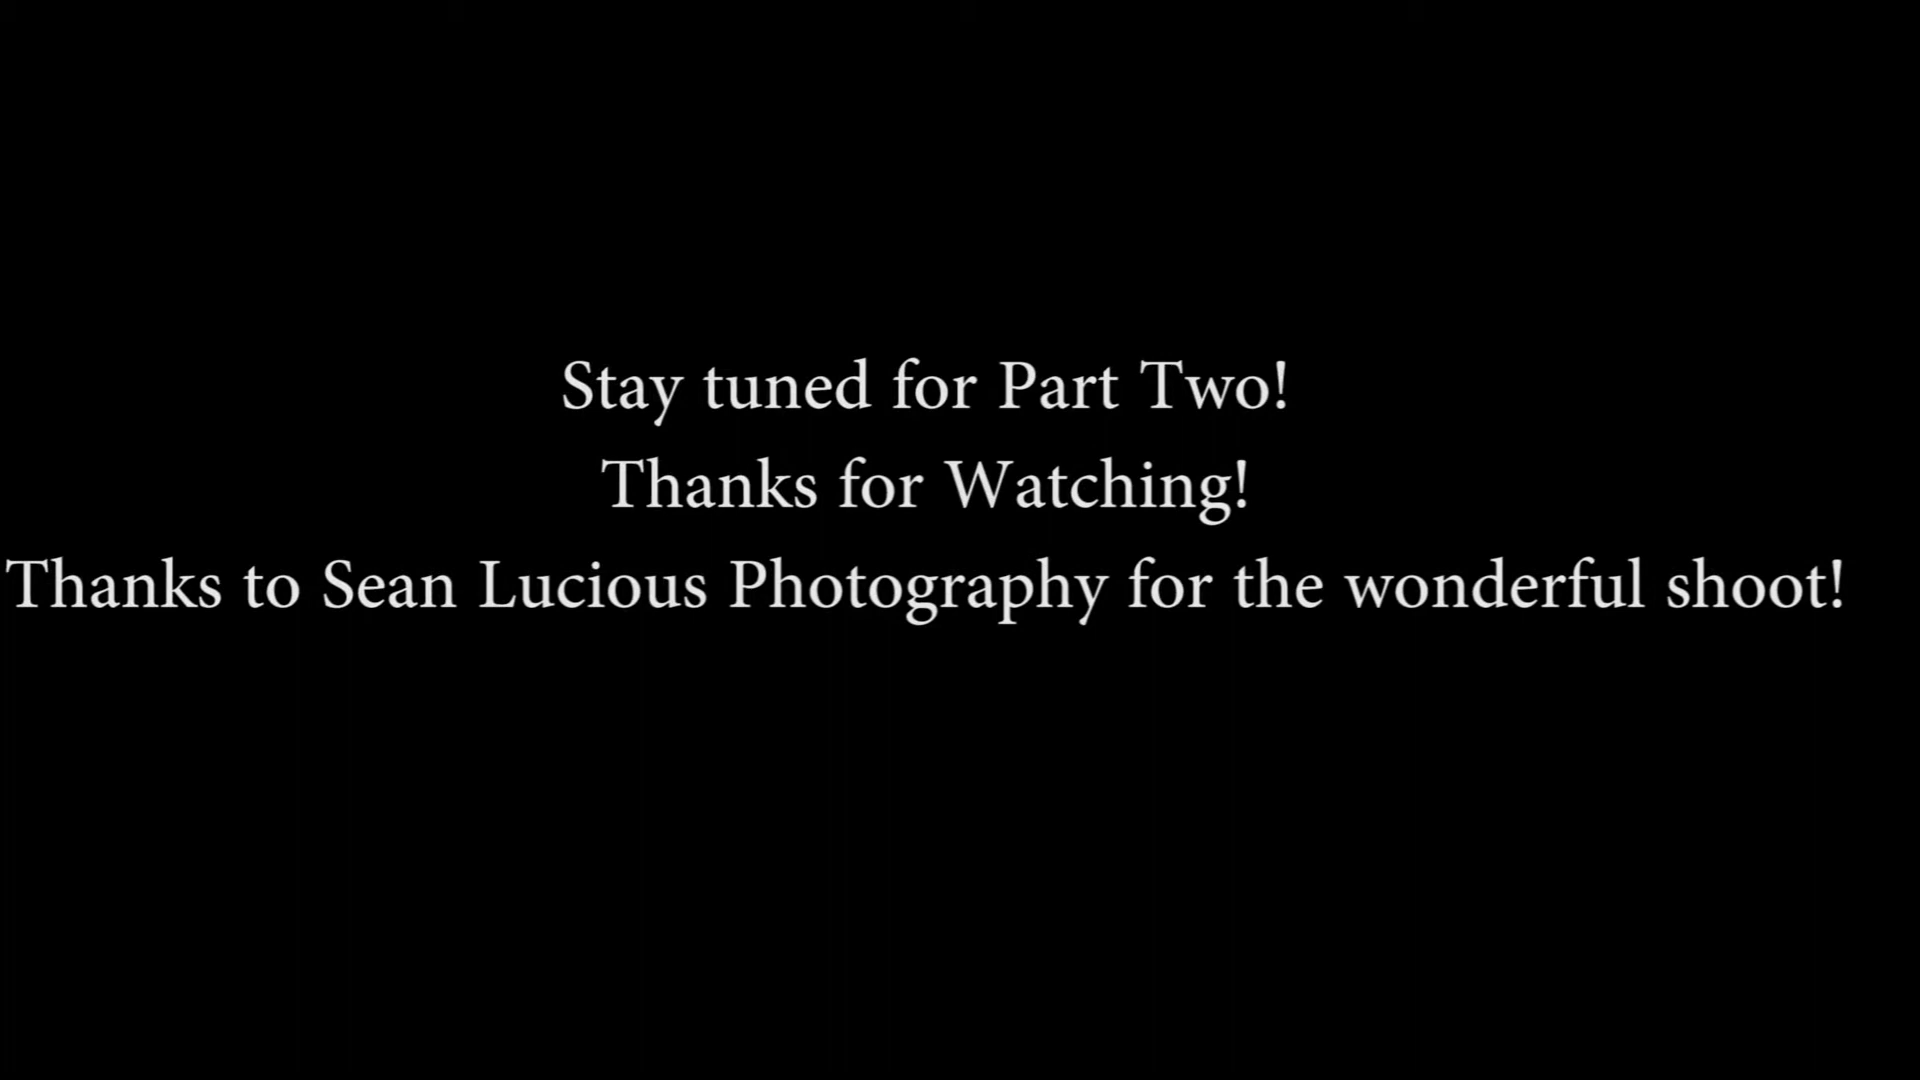 Stay tuned for Part Two!
Thanks for Watching!
Thanks to Sean Lucious Photography for the wonderful shoot!